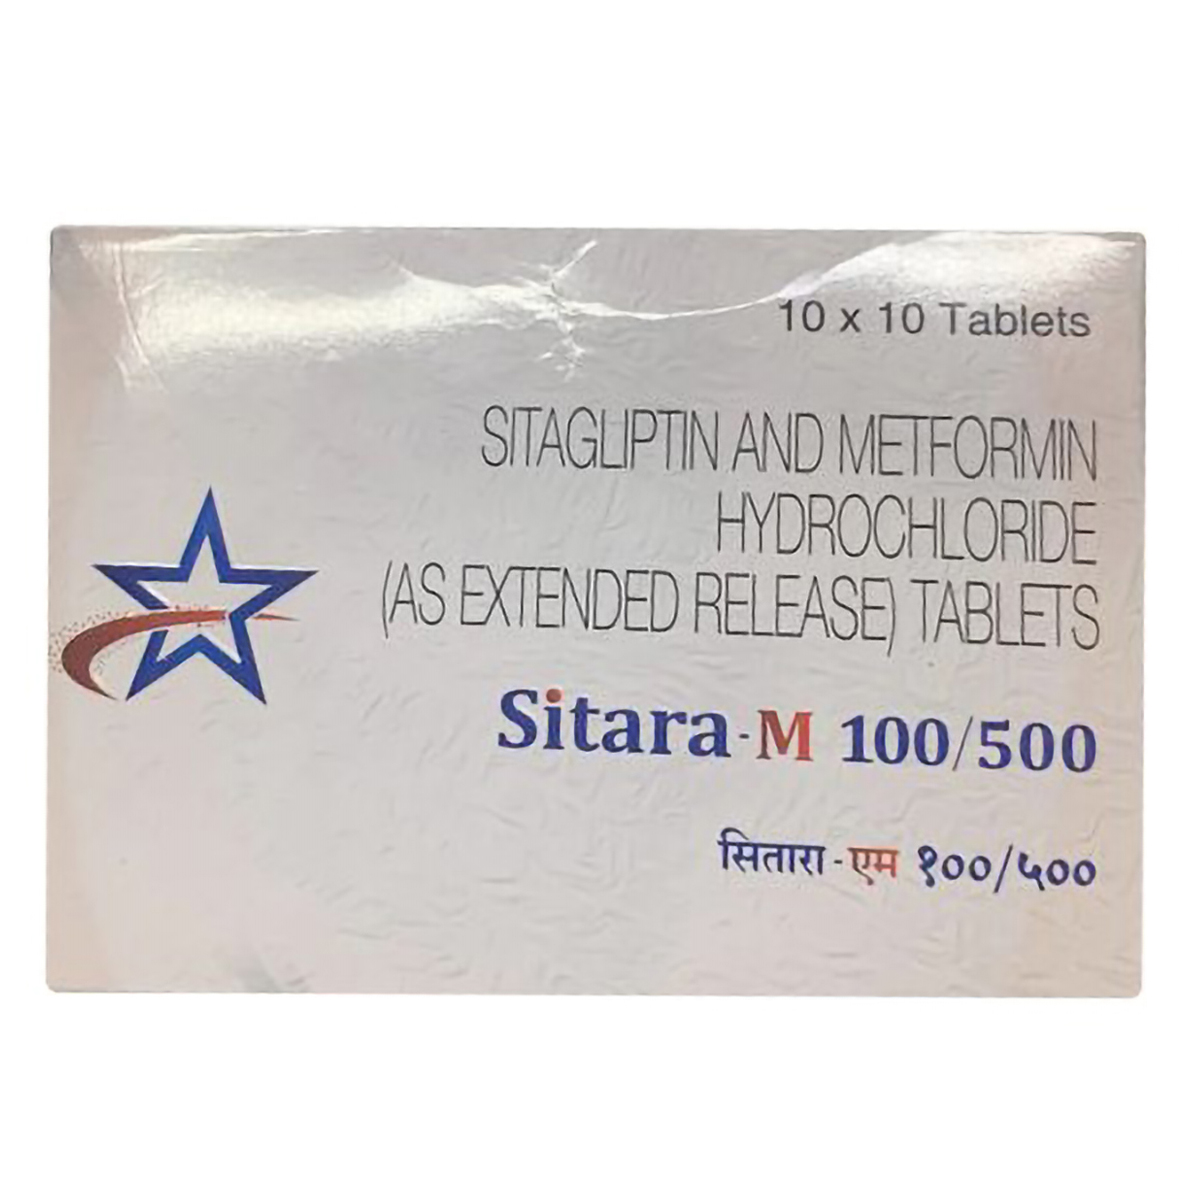 10 x 10 Tablets
SITAGLIPTIN AND METFORMIN
HYDROCHLORIDE
(AS EXTENDED RELEASE) TABLETS
Sitara-M 100/500
सितारा-एम १००/५००